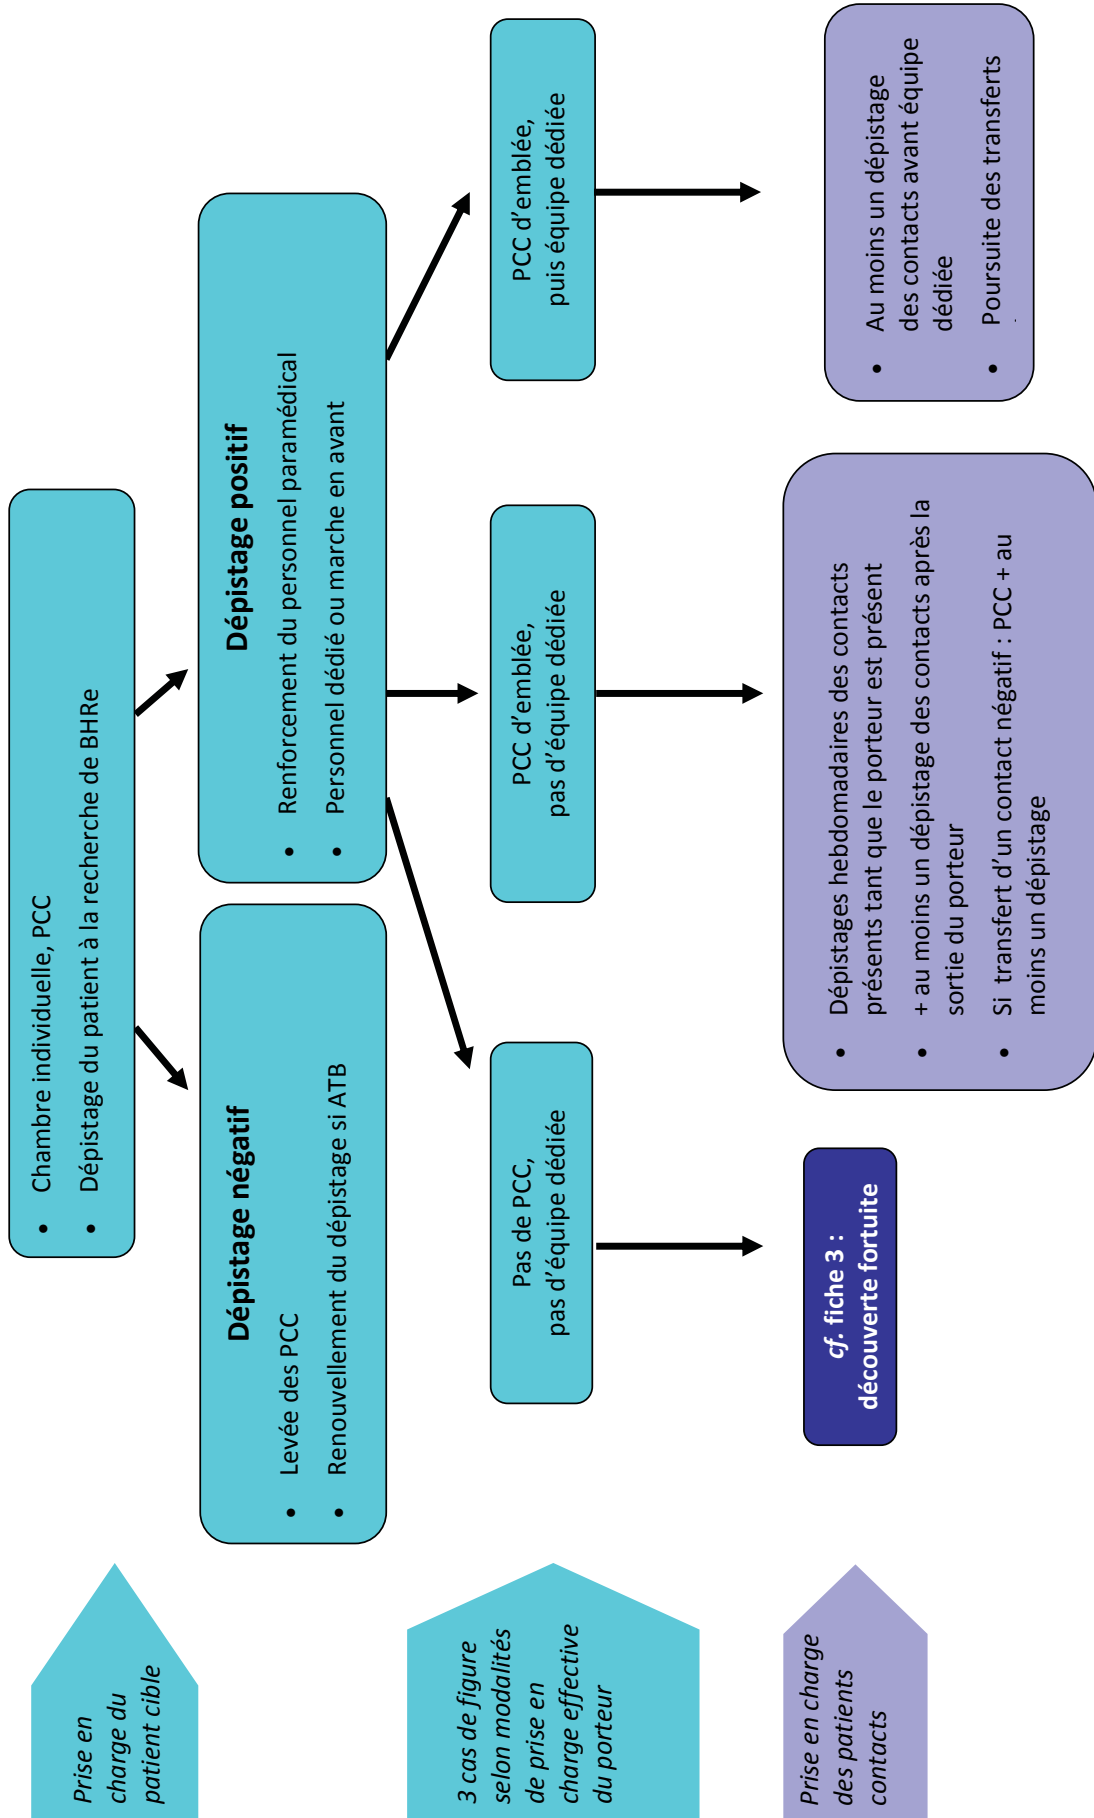 Prise en
charge du
patient cible
• Chambre individuelle, PCC
• Dépistage du patient à la recherche de BHRe
Dépistage négatif
• Levée des PCC
• Renouvellement du dépistage si ATB
Dépistage positif
• Renforcement du personnel paramédical
• Personnel dédié ou marche en avant
3 cas de figure
selon modalités
de prise en
charge effective
du porteur
Pas de PCC,
pas d’équipe dédiée
PCC d’emblée,
pas d’équipe dédiée
PCC d’emblée,
puis équipe dédiée
Prise en charge
des patients
contacts
cf. fiche 3 :
découverte fortuite
• Dépistages hebdomadaires des contacts
présents tant que le porteur est présent
• + au moins un dépistage des contacts après la
sortie du porteur
• Si transfert d’un contact négatif : PCC + au
moins un dépistage
• Au moins un dépistage
des contacts avant équipe
dédiée
• Poursuite des transferts